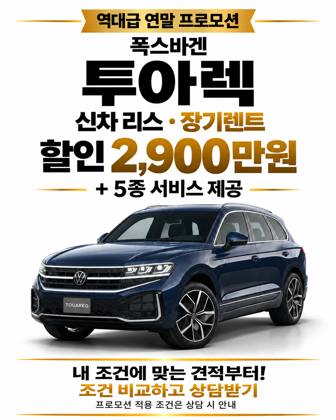 역대급 연말 프로모션
폭스바겐
투아렉
신차 리스 · 장기렌트
할인 2,900만원
+ 5종 서비스 제공
TOUAREG
내 조건에 맞는 견적부터!
조건 비교하고 상담받기
프로모션 적용 조건은 상담 시 안내